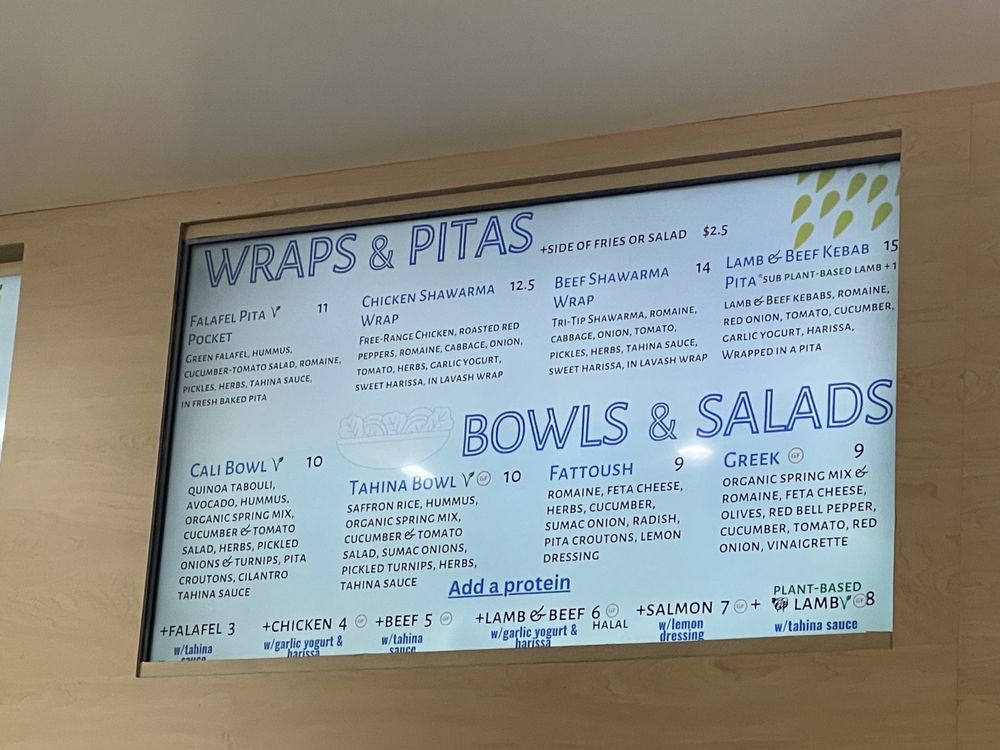 WRAPS & PITAS
+SIDE OF FRIES OR SALAD $2.5
FALAFEL PITA V 11
POCKET
GREEN FALAFEL, HUMMUS,
CUCUMBER-TOMATO SALAD, ROMAINE,
PICKLES, HERBS, TAHINA SAUCE,
IN FRESH BAKED PITA
CHICKEN SHAWARMA 12.5
WRAP
FREE-RANGE CHICKEN, ROASTED RED
PEPPERS, ROMAINE, CABBAGE, ONION,
TOMATO, HERBS, GARLIC YOGURT,
SWEET HARISSA, IN LAVASH WRAP
BEEF SHAWARMA 14
WRAP
TRI-TIP SHAWARMA, ROMAINE,
CABBAGE, ONION, TOMATO,
PICKLES, HERBS, TAHINA SAUCE,
SWEET HARISSA, IN LAVASH WRAP
LAMB & BEEF KEBAB 15
PITA *SUB PLANT-BASED LAMB + 1
LAMB & BEEF KEBABS, ROMAINE,
RED ONION, TOMATO, CUCUMBER,
GARLIC YOGURT, HARISSA,
WRAPPED IN A PITA
BOWLS & SALADS
CALI BOWL V 10
QUINOA TABOULI,
AVOCADO, HUMMUS,
ORGANIC SPRING MIX,
CUCUMBER & TOMATO
SALAD, HERBS, PICKLED
ONIONS & TURNIPS, PITA
CROUTONS, CILANTRO
TAHINA SAUCE
TAHINA BOWL V GF 10
SAFFRON RICE, HUMMUS,
ORGANIC SPRING MIX,
CUCUMBER & TOMATO
SALAD, SUMAC ONIONS,
PICKLED TURNIPS, HERBS,
TAHINA SAUCE
FATTOUSH 9
ROMAINE, FETA CHEESE,
HERBS, CUCUMBER,
SUMAC ONION, RADISH,
PITA CROUTONS, LEMON
DRESSING
GREEK GF 9
ORGANIC SPRING MIX &
ROMAINE, FETA CHEESE,
OLIVES, RED BELL PEPPER,
CUCUMBER, TOMATO, RED
ONION, VINAIGRETTE
Add a protein
+FALAFEL 3
w/tahina
sauce
+CHICKEN 4 GF
w/garlic yogurt &
harissa
+BEEF 5 GF
w/tahina
sauce
+LAMB & BEEF 6 GF
HALAL
w/garlic yogurt &
harissa
+SALMON 7 GF
w/lemon
dressing
PLANT-BASED
+ LAMB V GF 8
w/tahina sauce